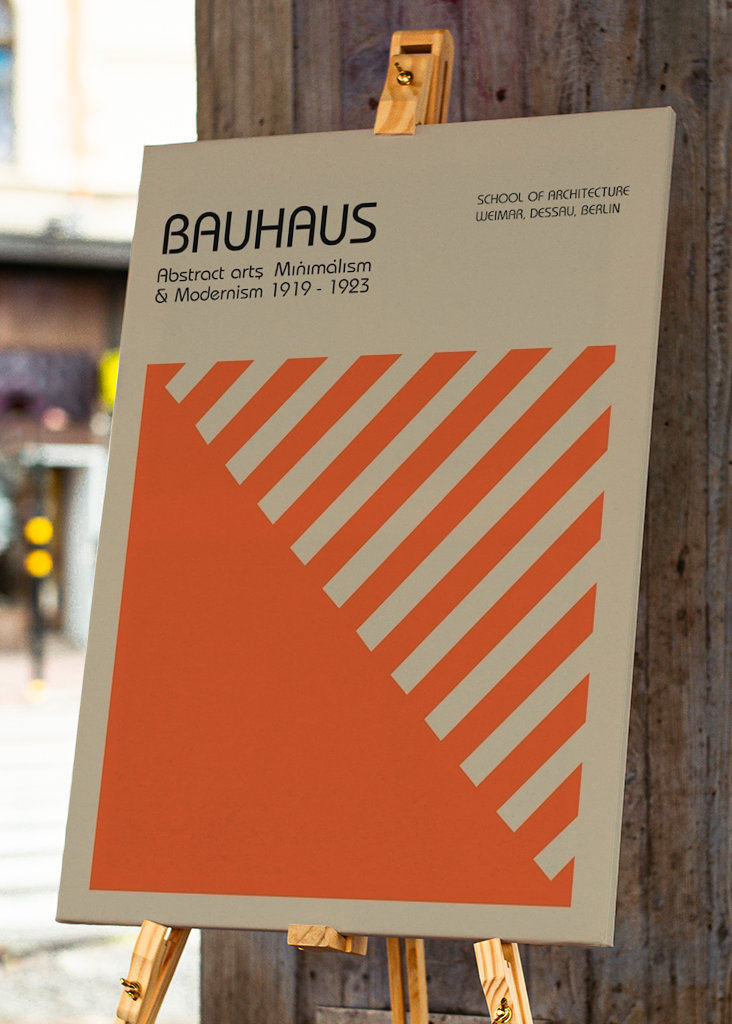 BAUHAUS
Abstract arts Minimalism
& Modernism 1919 - 1923
SCHOOL OF ARCHITECTURE
WEIMAR, DESSAU, BERLIN